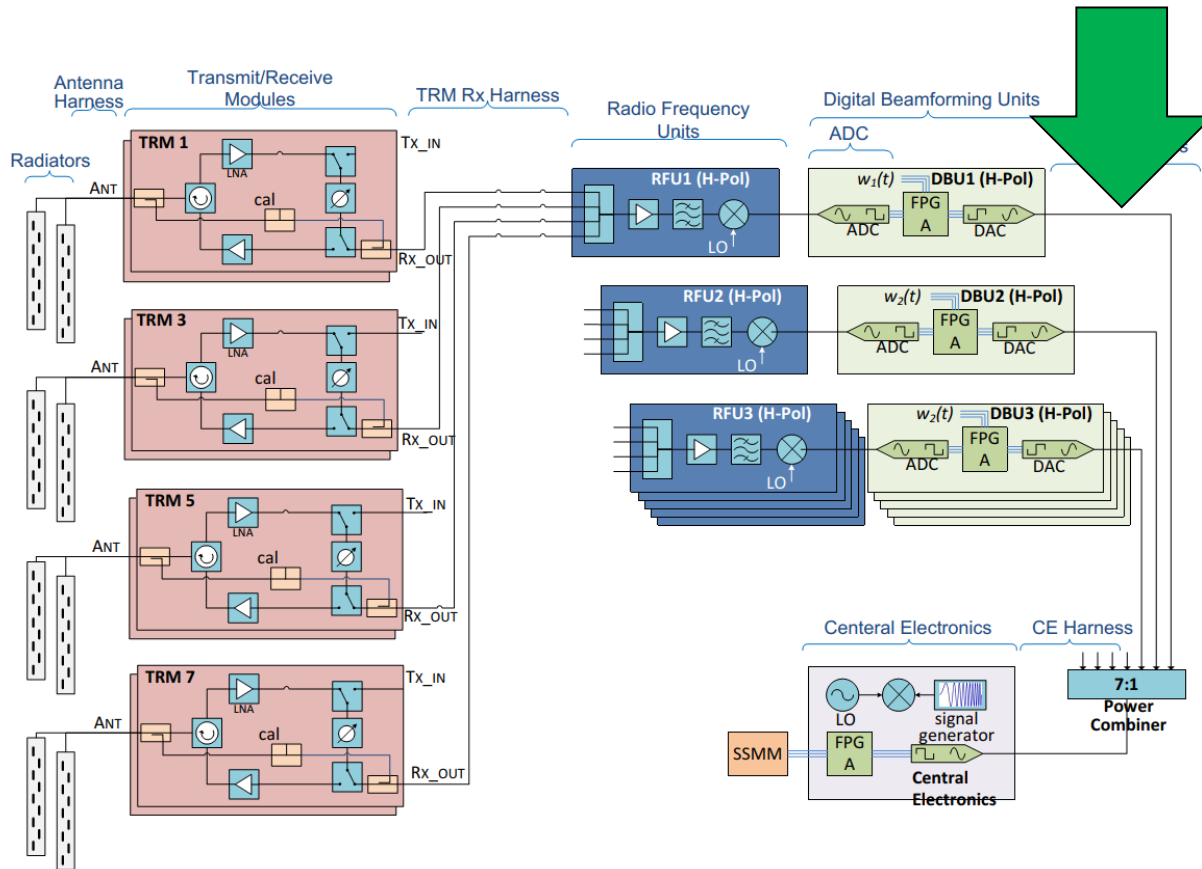 Antenna
Harness
Transmit/Receive
Modules
TRM Rx Harness
Radio Frequency
Units
Digital Beamforming Units
ADC
Radiators
TRM 1
LNA
cal
ANT
TX_IN
RX_OUT
TRM 3
LNA
cal
ANT
TX_IN
RX_OUT
TRM 5
LNA
cal
ANT
TX_IN
RX_OUT
TRM 7
LNA
cal
ANT
TX_IN
RX_OUT
RFU1 (H-Pol)
LO
w1(t)
DBU1 (H-Pol)
FPG
A
ADC
DAC
RFU2 (H-Pol)
LO
w2(t)
DBU2 (H-Pol)
FPG
A
ADC
DAC
RFU3 (H-Pol)
LO
w2(t)
DBU3 (H-Pol)
FPG
A
ADC
DAC
Centeral Electronics
CE Harness
LO
signal
generator
SSMM
FPG
A
Central
Electronics
7:1
Power
Combiner